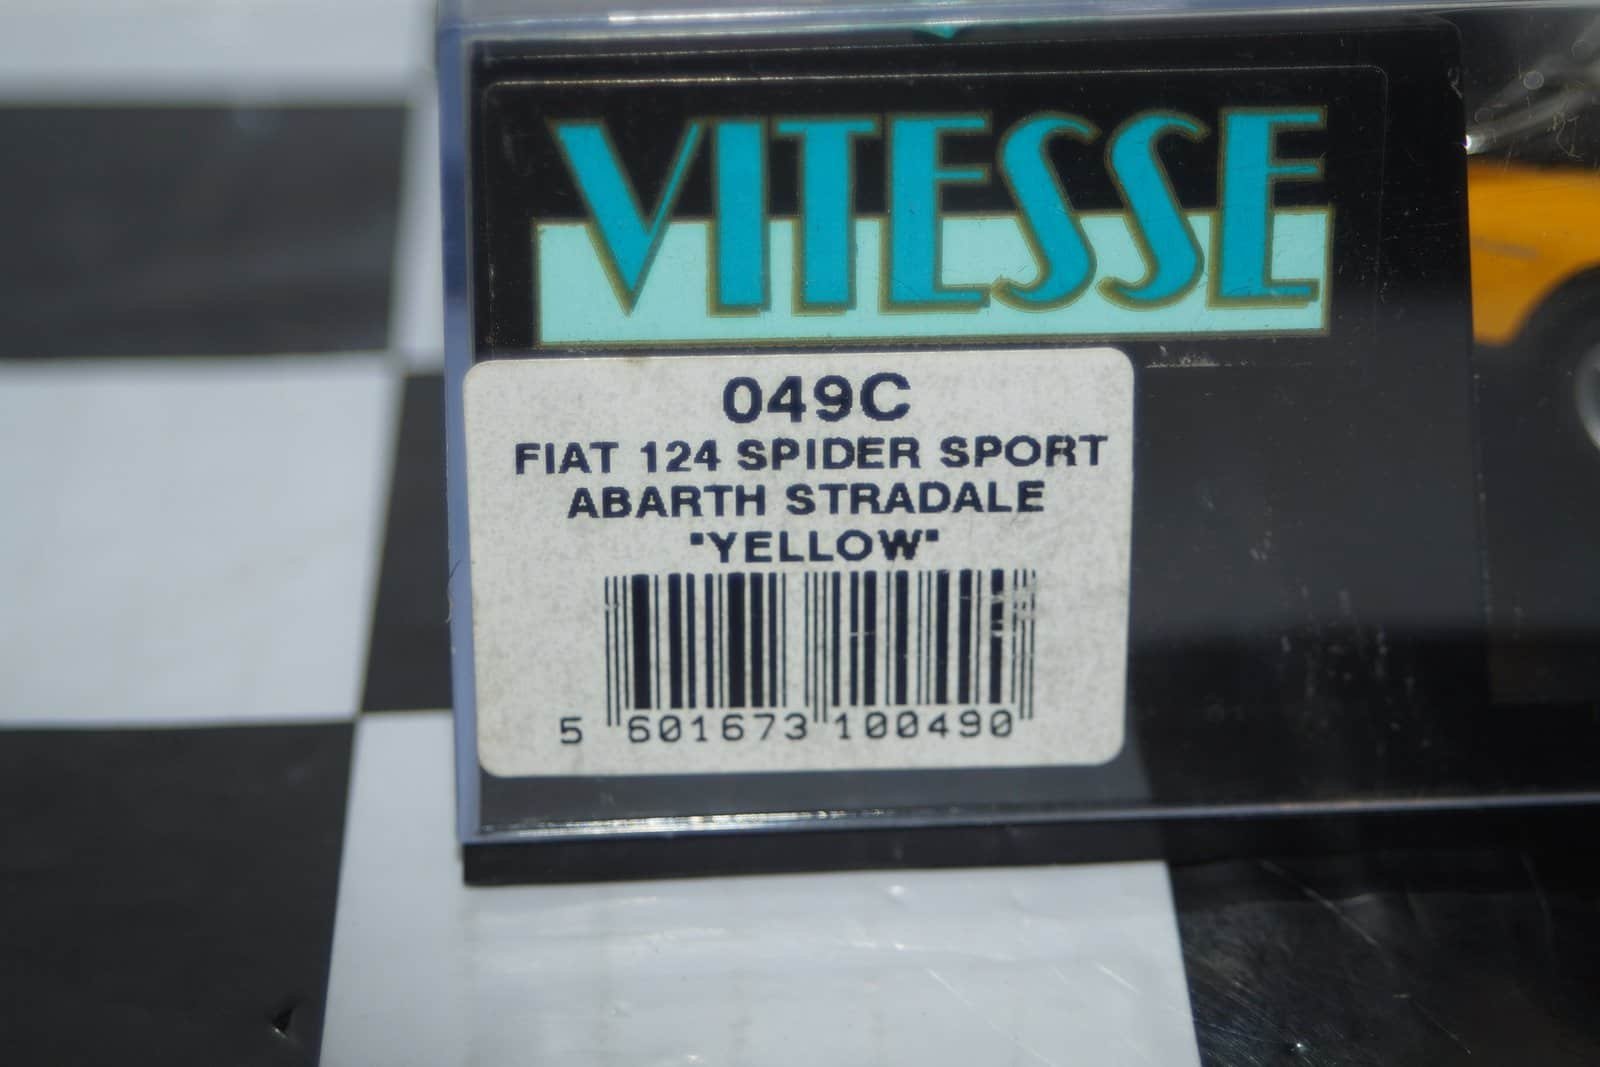 VITESSE
049C
FIAT 124 SPIDER SPORT
ABARTH STRADALE
"YELLOW"
5 601673 100490